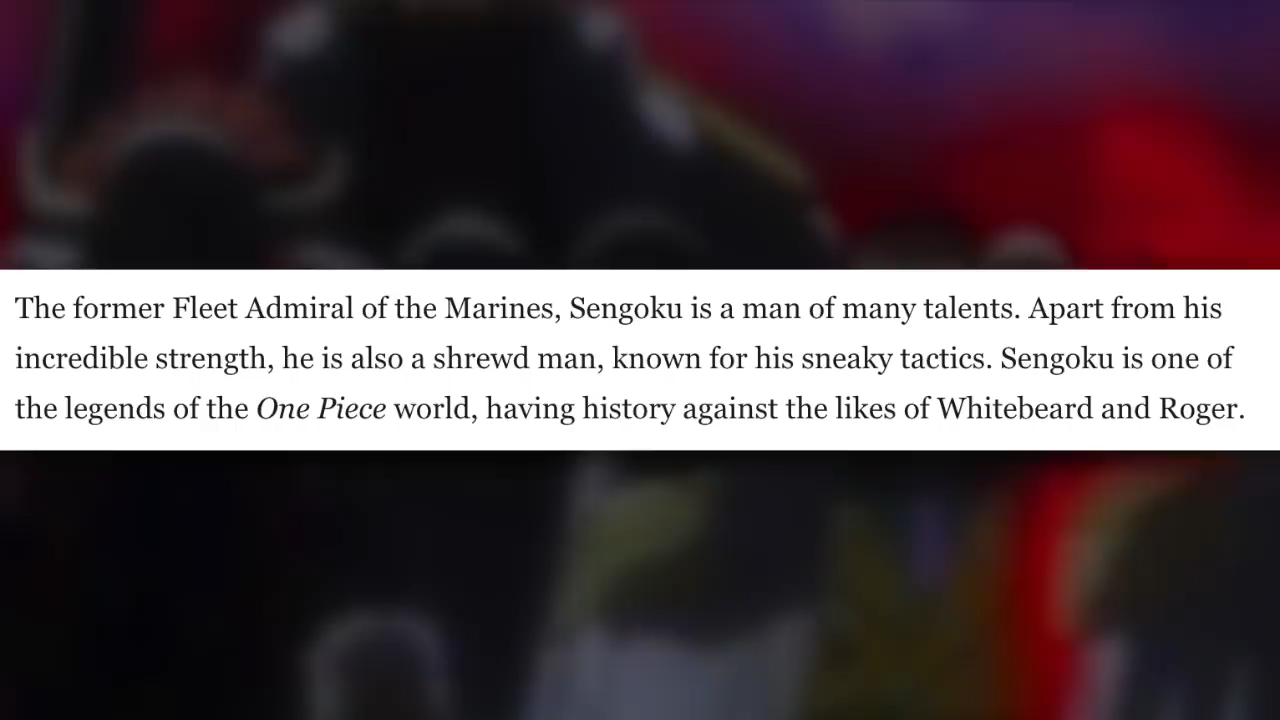 The former Fleet Admiral of the Marines, Sengoku is a man of many talents. Apart from his
incredible strength, he is also a shrewd man, known for his sneaky tactics. Sengoku is one of
the legends of the One Piece world, having history against the likes of Whitebeard and Roger.